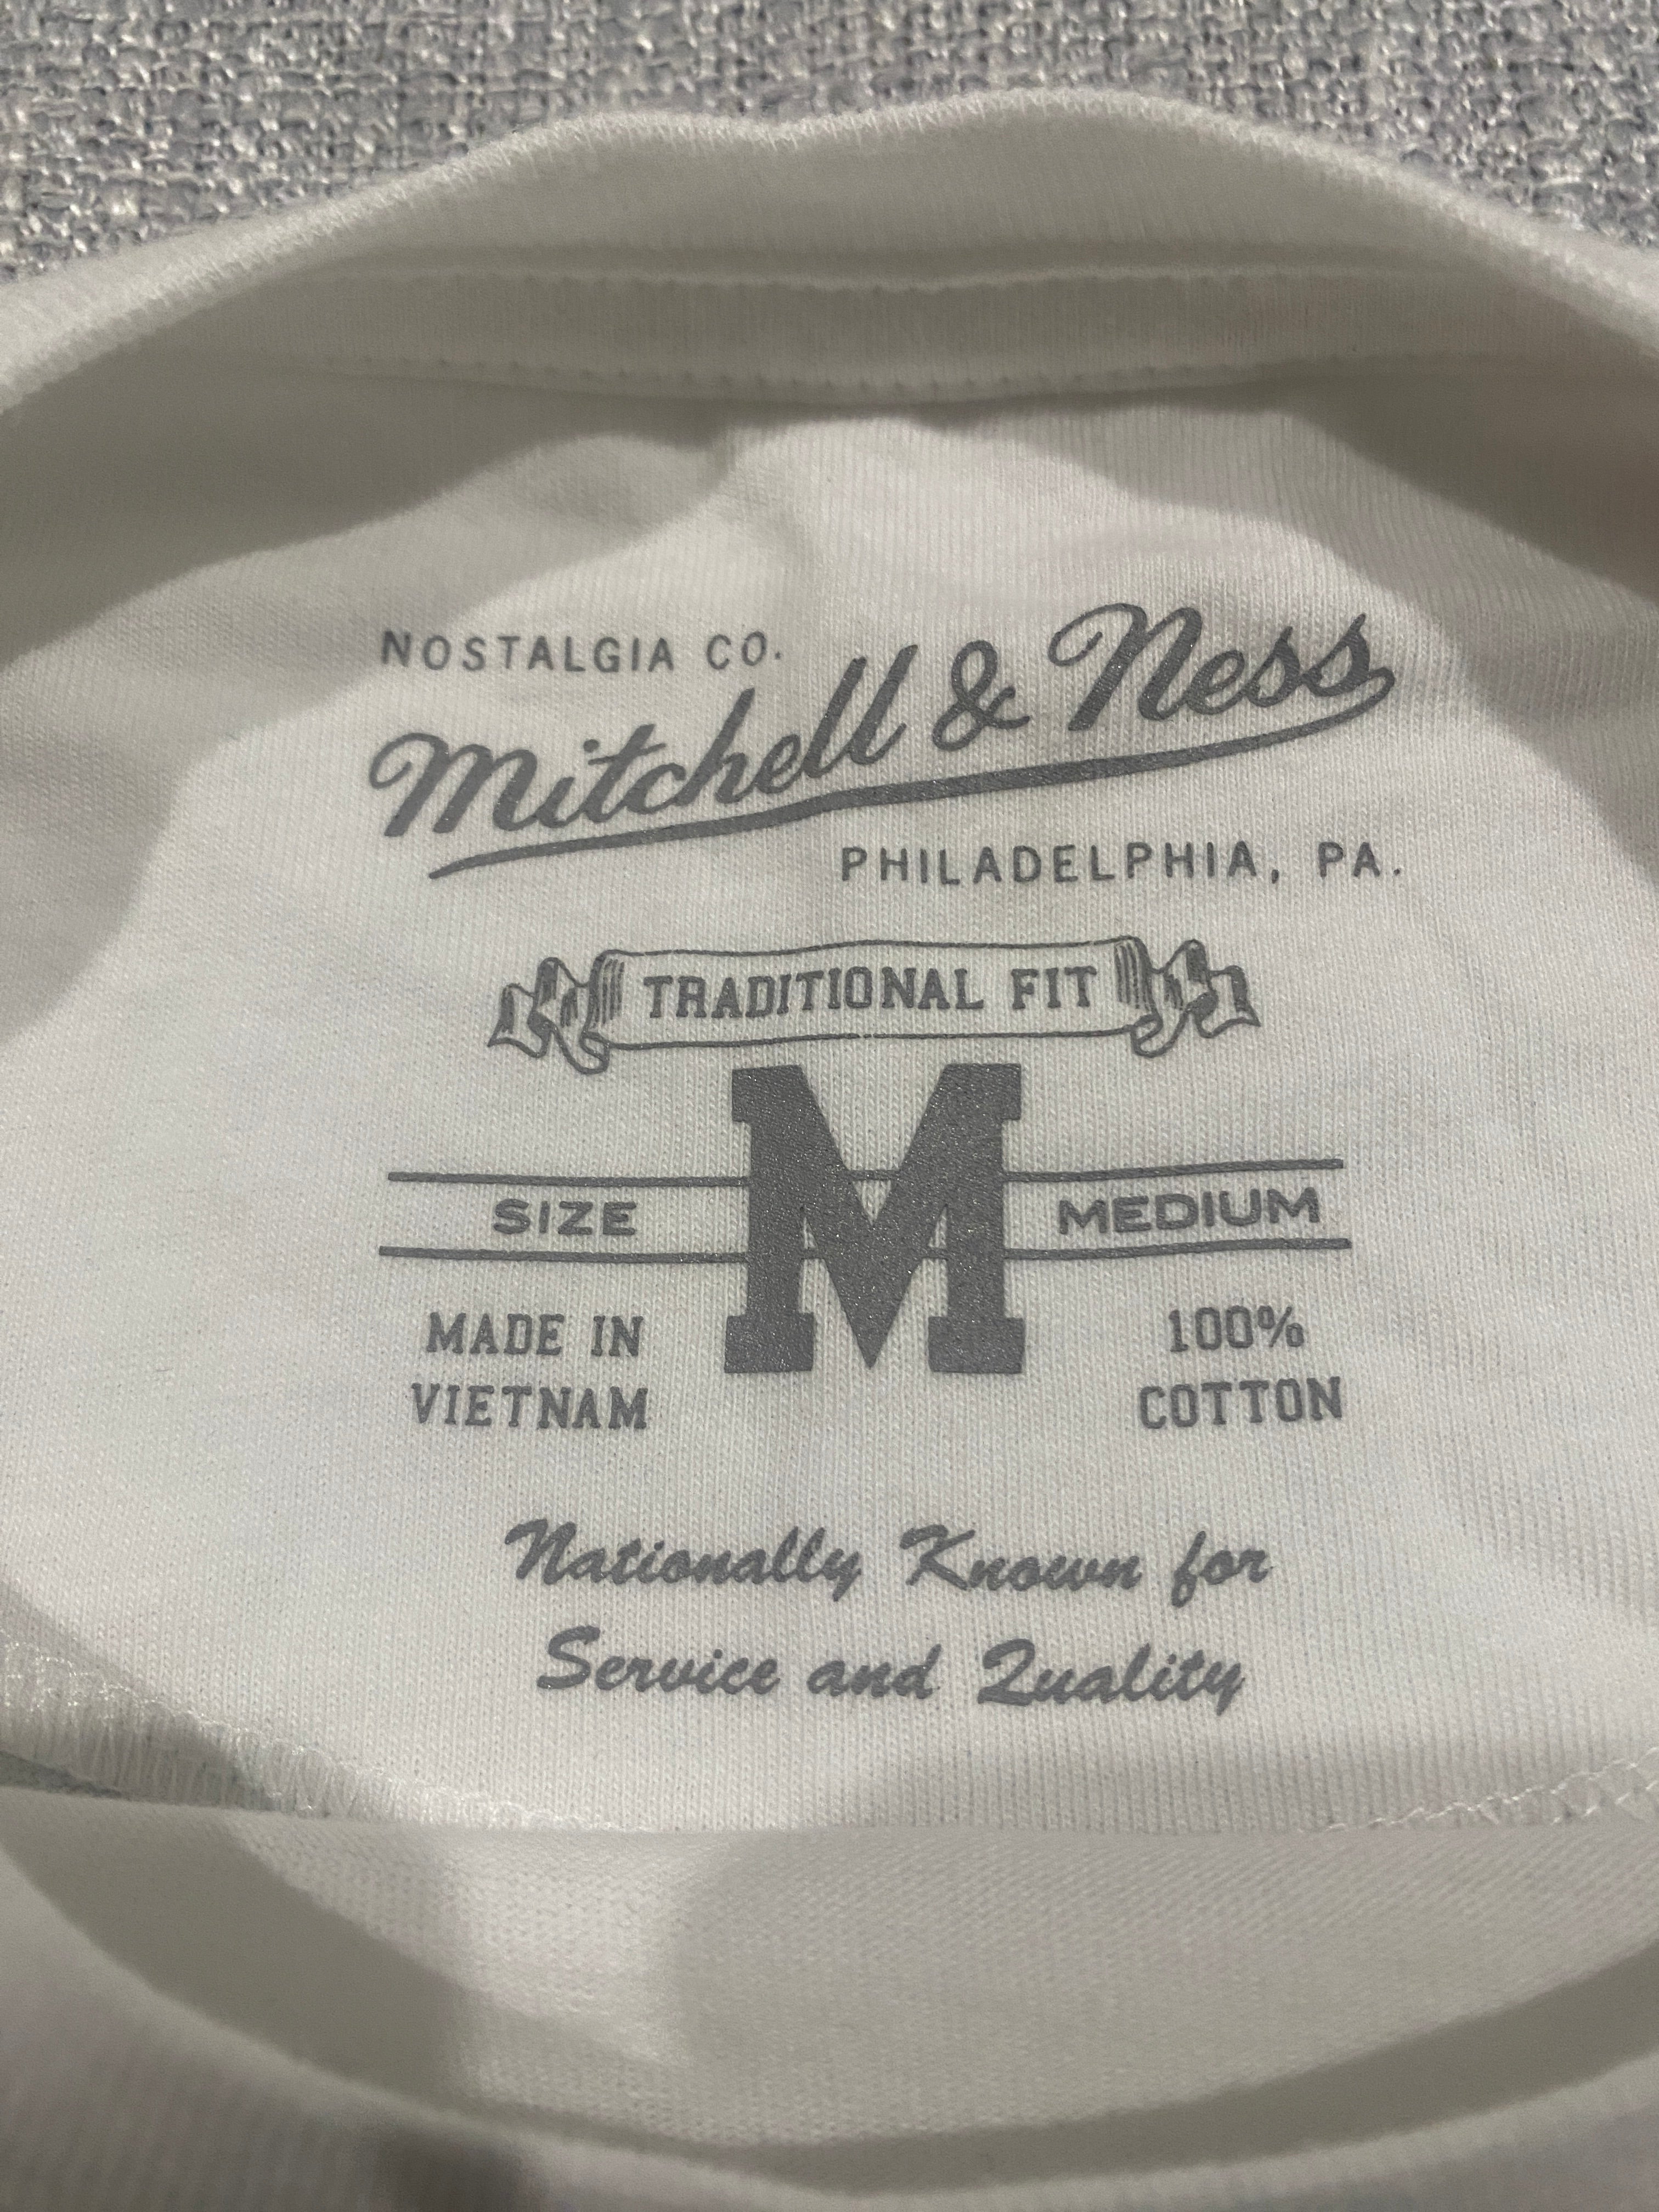 NOSTALGIA CO.
Mitchell & Ness
PHILADELPHIA, PA.
TRADITIONAL FIT
M
SIZE MEDIUM
MADE IN
VIETNAM
100%
COTTON
Nationally Known for
Service and Quality